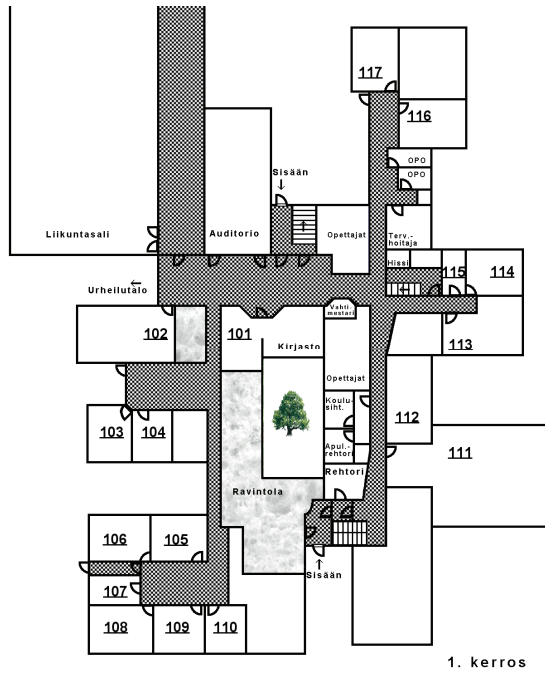 117
116
OPO
OPO
Sisään
Liikuntasali
Auditorio
Opettajat
Terv.-
hoitaja
Hissi
115
114
Urheilutalo
102
101
Vahti-
mestari
Kirjasto
113
Opettajat
Koulu-
siht.
112
103
104
Apul.-
rehtori
111
Rehtori
Ravintola
106
105
Sisään
107
108
109
110
1. kerros